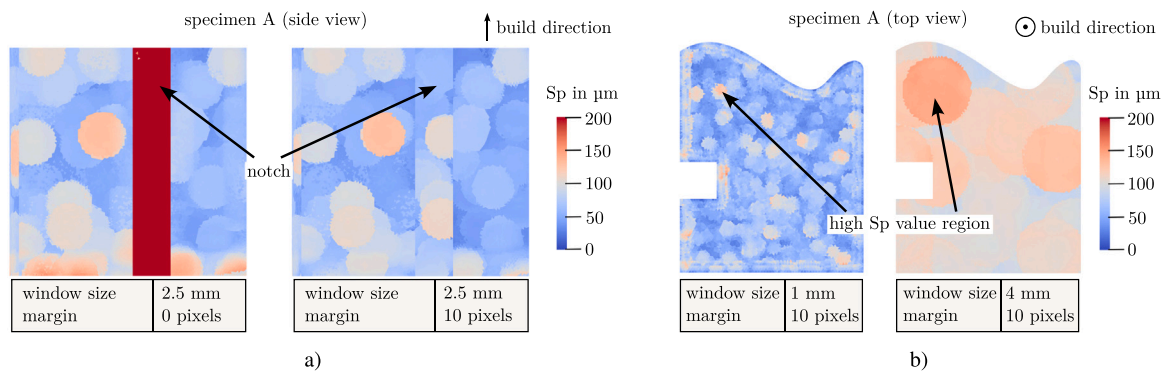 specimen A (side view)
build direction
Sp in µm
200
150
100
50
0
notch
window size 2.5 mm
margin 0 pixels
window size 2.5 mm
margin 10 pixels
a)
specimen A (top view)
build direction
Sp in µm
200
150
100
50
0
high Sp value region
window size 1 mm
margin 10 pixels
window size 4 mm
margin 10 pixels
b)